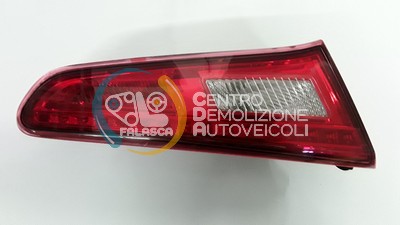 FALASCA
CENTRO
DEMOLIZIONE
AUTOVEICOLI